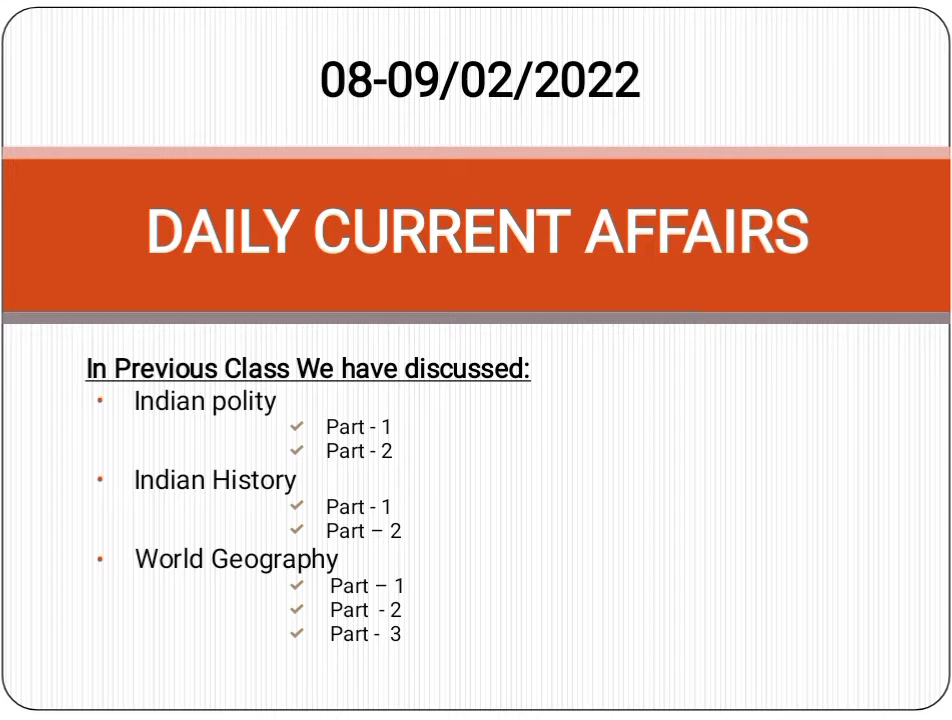 08-09/02/2022
DAILY CURRENT AFFAIRS
In Previous Class We have discussed:
• Indian polity
✓ Part - 1
✓ Part - 2
• Indian History
✓ Part - 1
✓ Part – 2
• World Geography
✓ Part – 1
✓ Part - 2
✓ Part - 3